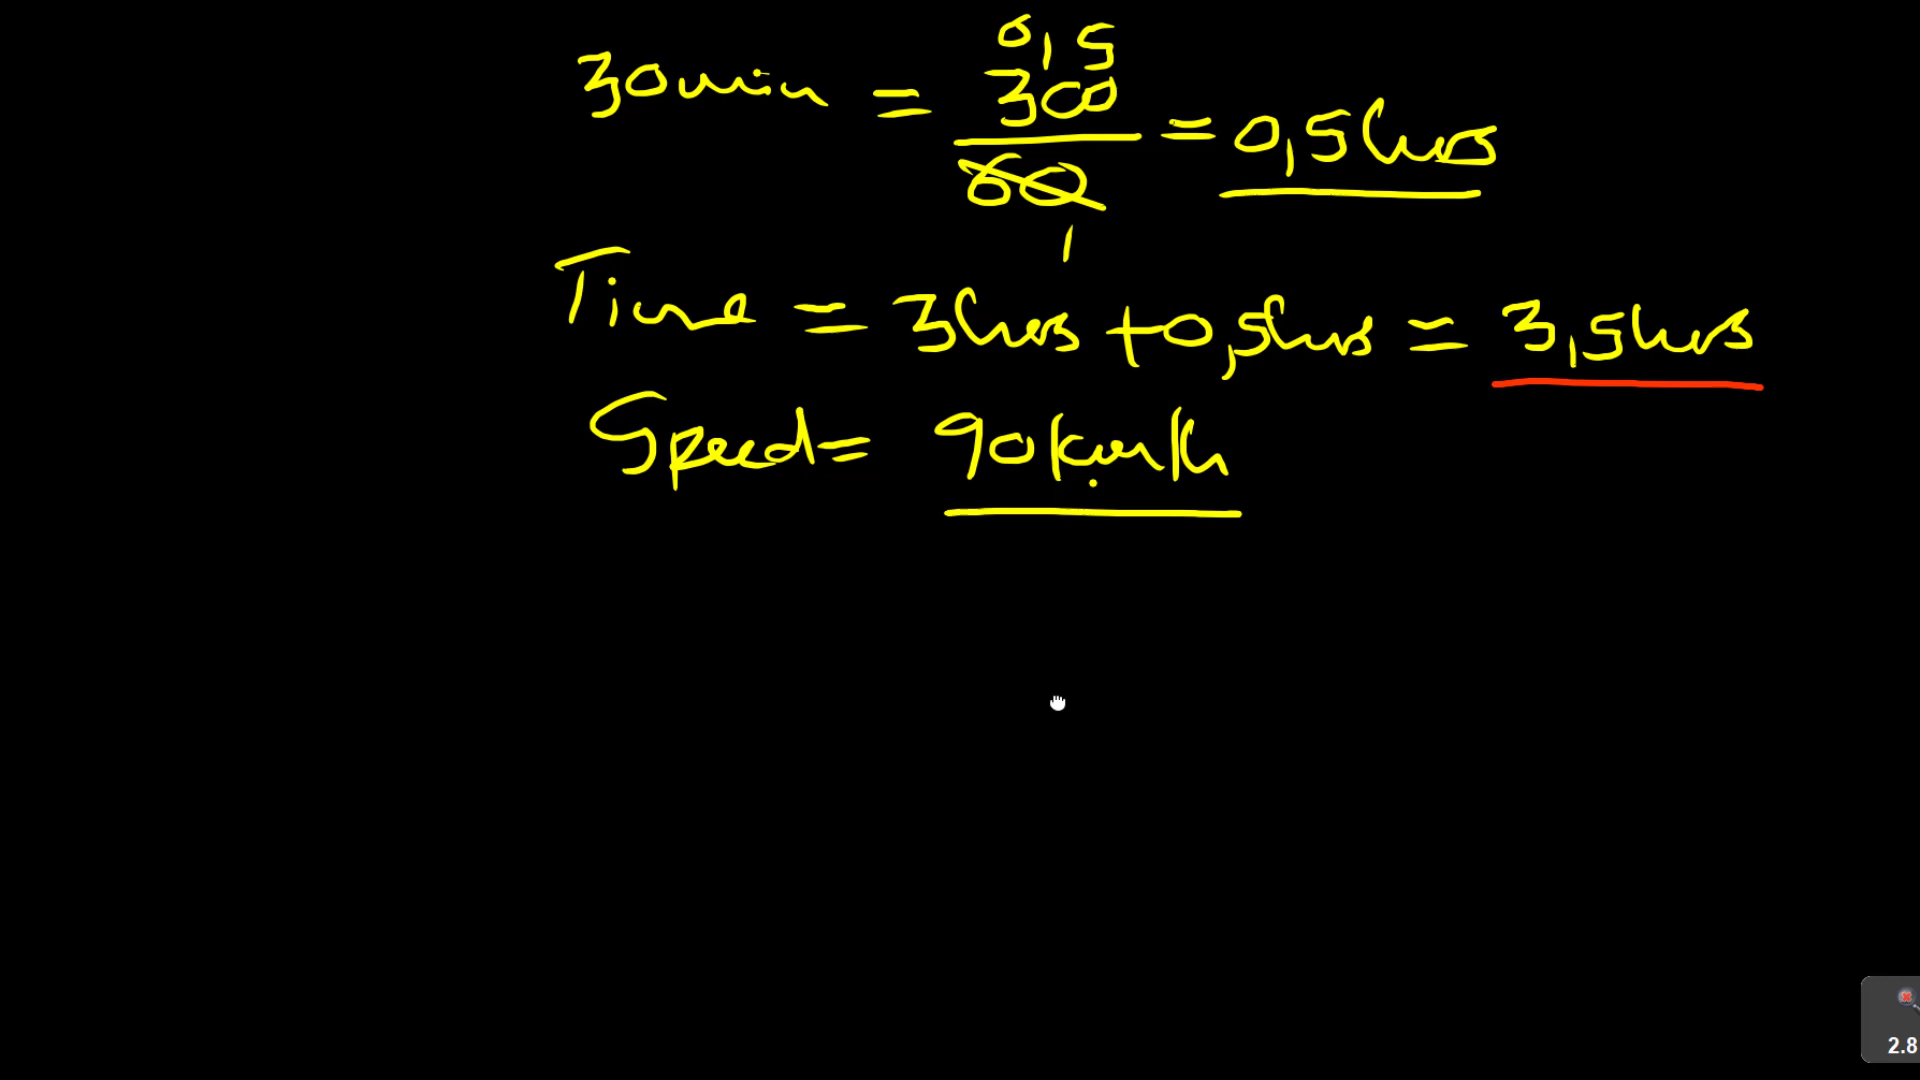 30min = 0,5 300/60 1 = 0,5hrs
Time = 3hrs + 0,5hrs = 3,5hrs
Speed = 90km/h
2.8